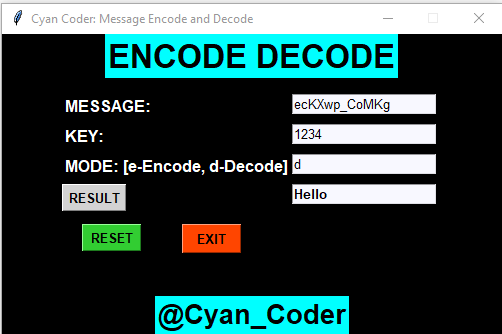 Cyan Coder: Message Encode and Decode
ENCODE DECODE
MESSAGE: ecKXwp_CoMKg
KEY: 1234
MODE: [e-Encode, d-Decode] d
RESULT Hello
RESET EXIT
@Cyan_Coder